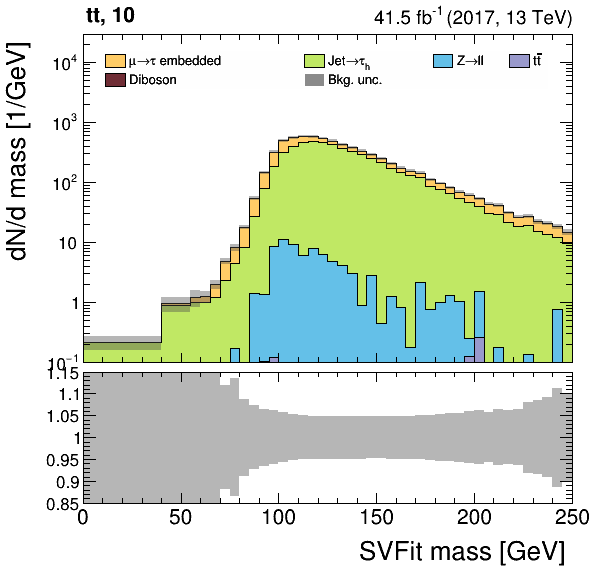 tt, 10 41.5 fb⁻¹ (2017, 13 TeV)
dN/d mass [1/GeV]
10⁴
μ→τ embedded Jet→τₕ Z→ll tt̄
Diboson Bkg. unc.
10³
10²
10
1
10⁻¹
1.15
1.1
1.05
1
0.95
0.9
0.85
0 50 100 150 200 250
SVFit mass [GeV]